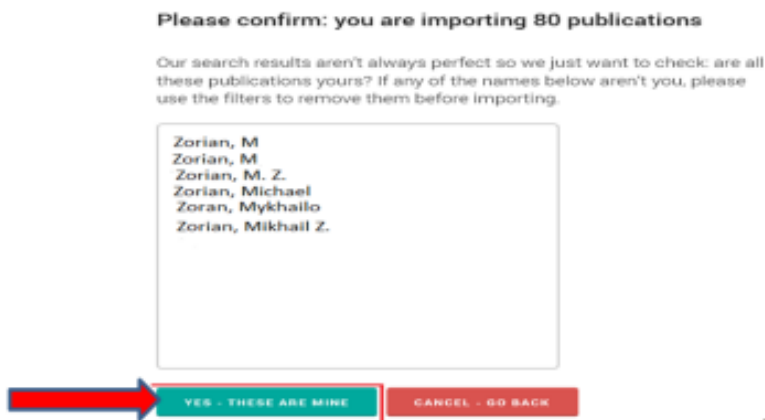 Please confirm: you are importing 80 publications
Our search results aren't always perfect so we just want to check: are all
these publications yours? If any of the names below aren't you, please
use the filters to remove them before importing.
Zorian, M
Zorian, M
Zorian, M. Z.
Zorian, Michael
Zoran, Mykhailo
Zorian, Mikhail Z.
YES - THESE ARE MINE
CANCEL - GO BACK